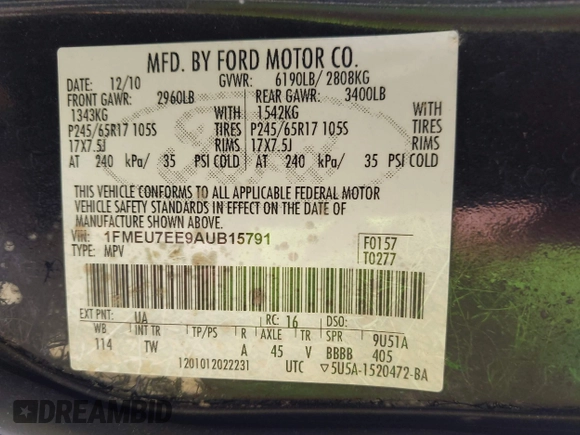 MFD. BY FORD MOTOR CO.
DATE: 12/10 GVWR: 6190LB/ 2808KG
FRONT GAWR: 2960LB REAR GAWR: 3400LB
1343KG WITH 1542KG WITH
P245/65R17 105S TIRES P245/65R17 105S TIRES
17X7.5J RIMS 17X7.5J RIMS
AT 240 kPa/ 35 PSI COLD AT 240 kPa/ 35 PSI COLD
THIS VEHICLE CONFORMS TO ALL APPLICABLE FEDERAL MOTOR
VEHICLE SAFETY STANDARDS IN EFFECT ON THE DATE OF
MANUFACTURE SHOWN ABOVE.
VIN: 1FMEU7EE9AUB15791 F0157
TYPE: MPV T0277
EXT PNT: UA RC: 16 DSO:
WB INT TR TP/PS R AXLE TR SPR 9U51A
114 TW A 45 V BBBB 405
1201012022231 UTC ▽5U5A-1520472-BA
DREAMBID